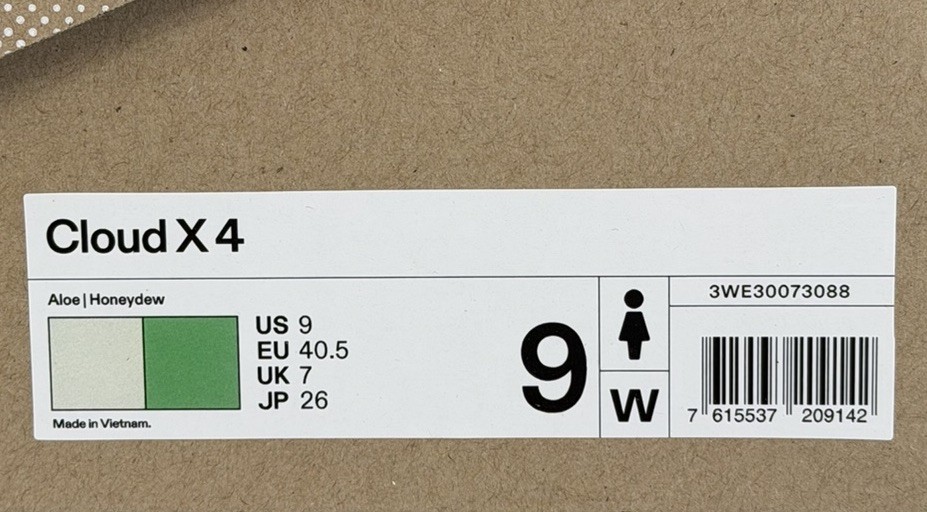 Cloud X 4
Aloe | Honeydew
US 9
EU 40.5
UK 7
JP 26
Made in Vietnam.
9
W
3WE30073088
7 615537 209142